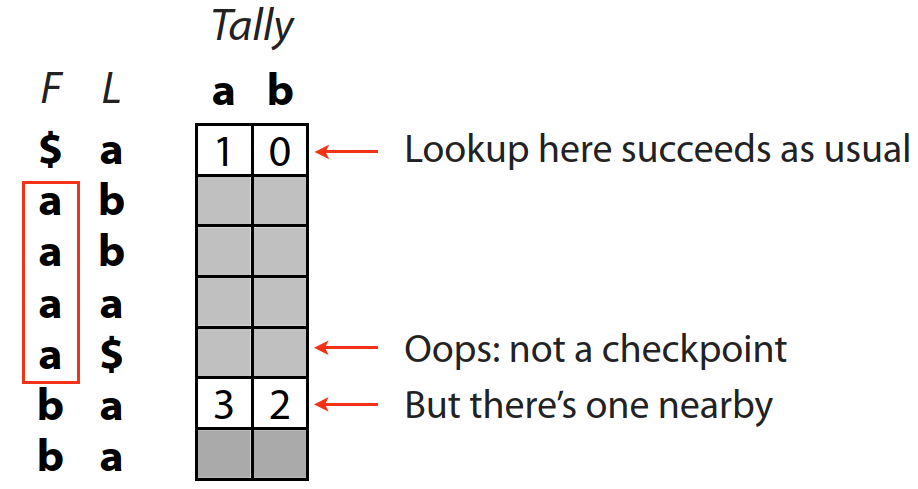 Tally
F L a b
$ a 1 0 Lookup here succeeds as usual
a b
a b
a a
a $ Oops: not a checkpoint
b a 3 2 But there’s one nearby
b a